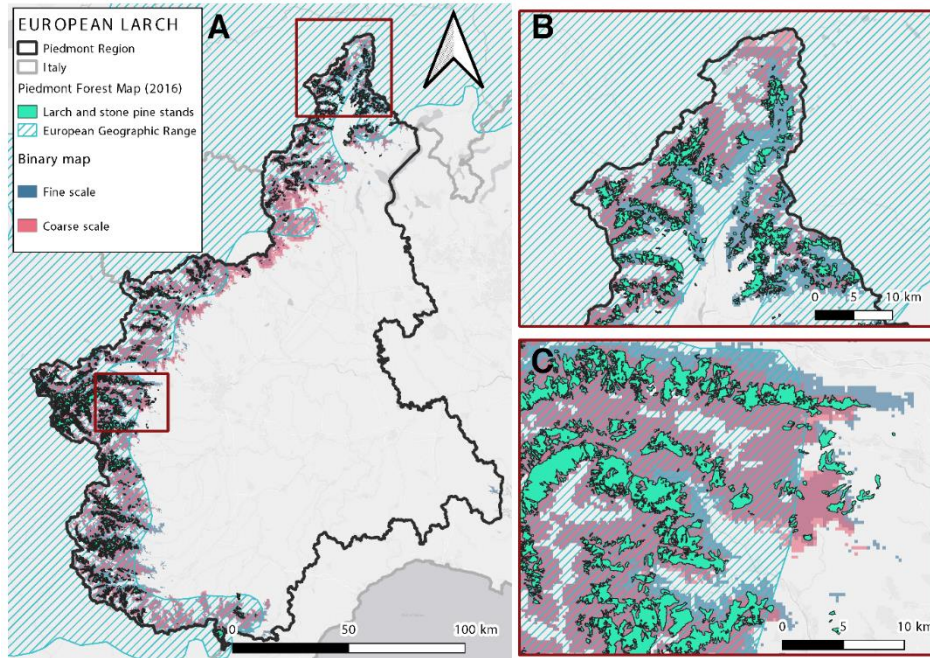 EUROPEAN LARCH
Piedmont Region
Italy
Piedmont Forest Map (2016)
Larch and stone pine stands
European Geographic Range
Binary map
Fine scale
Coarse scale
A
0 50 100 km
B
0 5 10 km
C
0 5 10 km